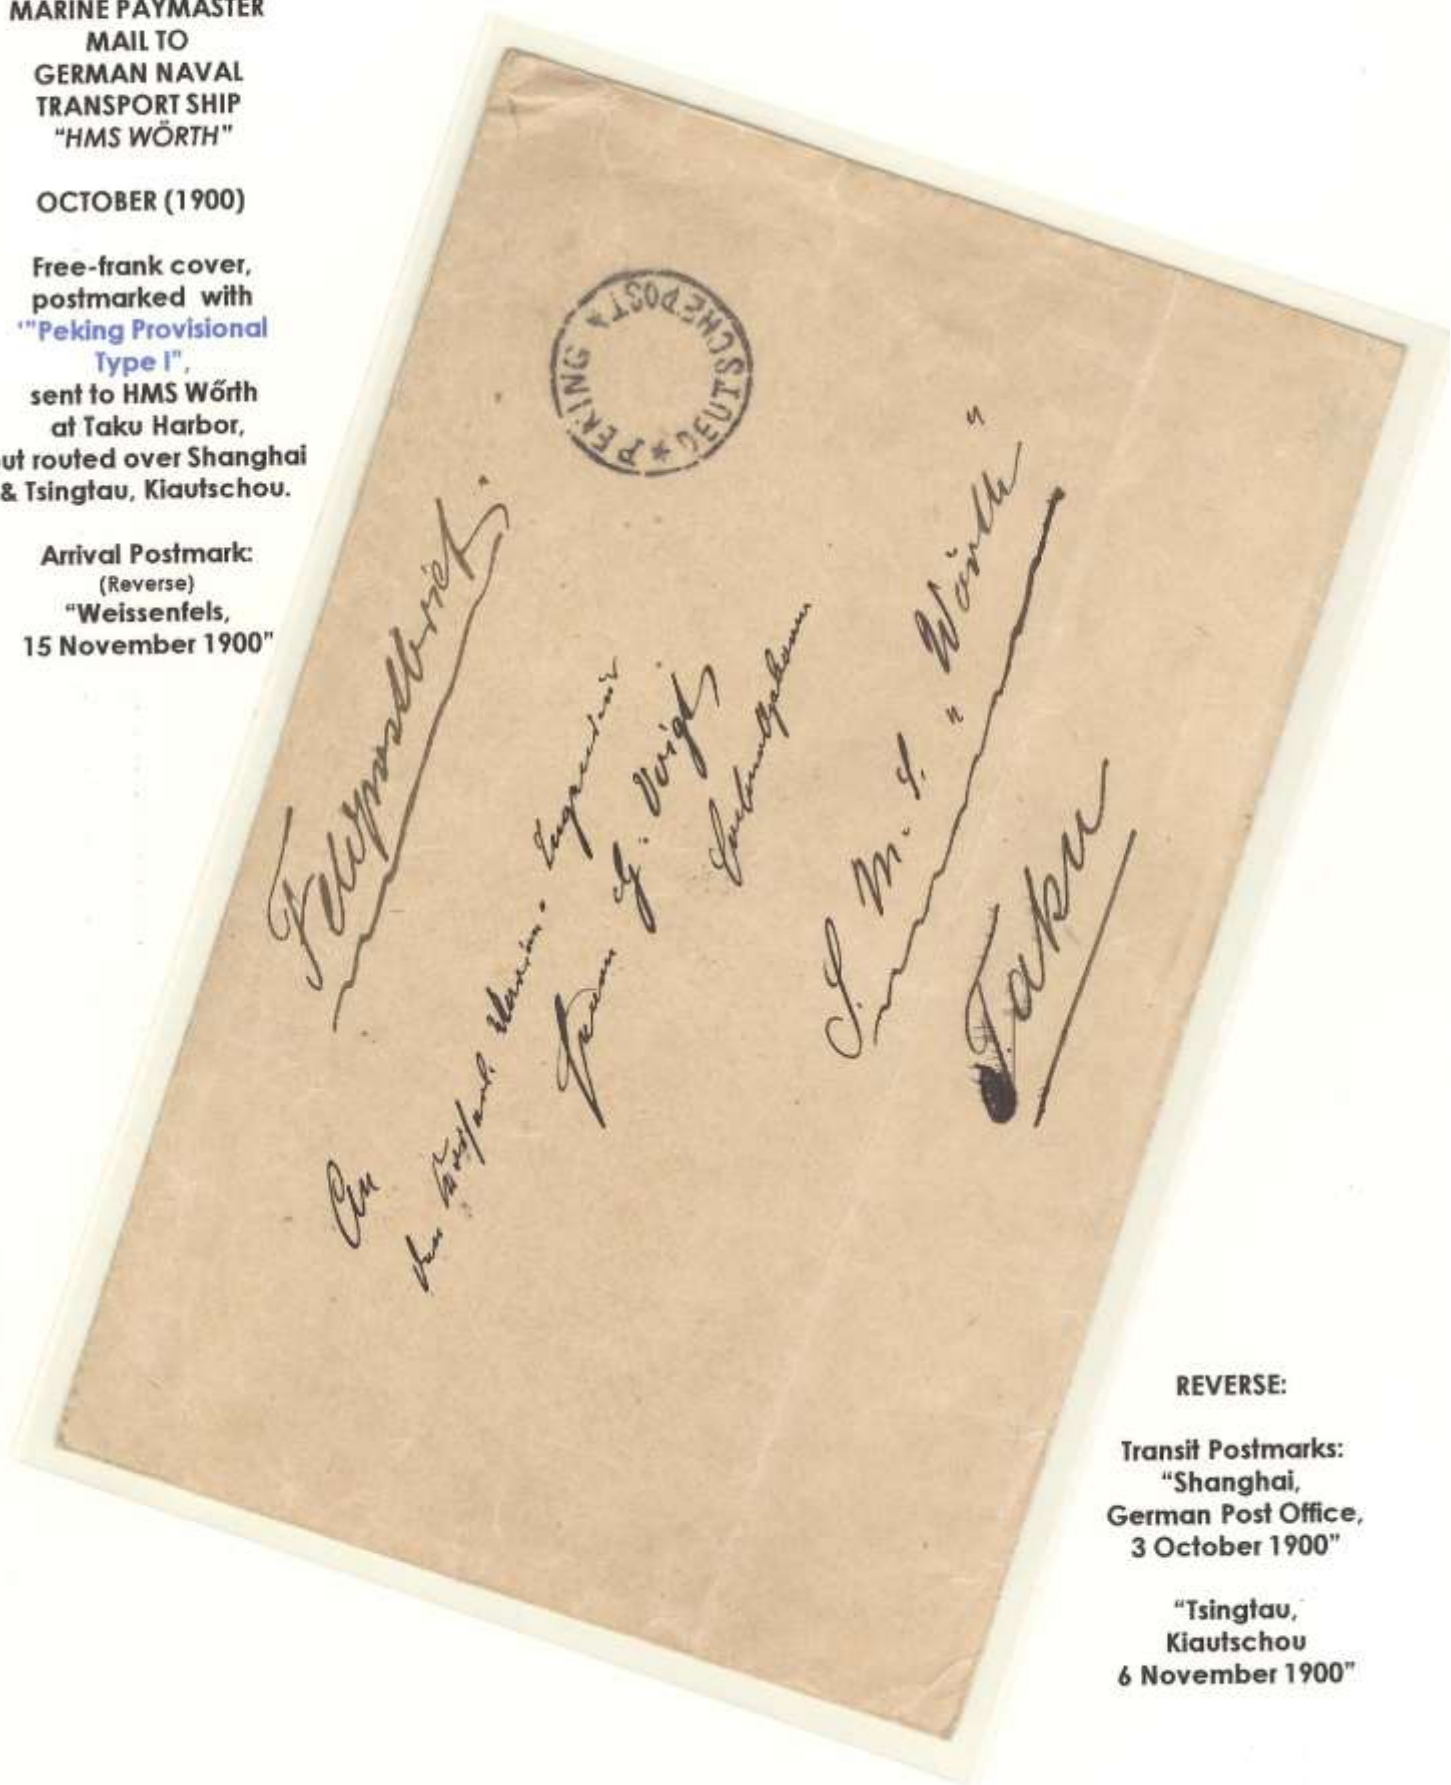 MARINE PAYMASTER
MAIL TO
GERMAN NAVAL
TRANSPORT SHIP
"HMS WÖRTH"
OCTOBER (1900)
Free-frank cover,
postmarked with
'"Peking Provisional
Type I",
sent to HMS Wőrth
at Taku Harbor,
ut routed over Shanghai
& Tsingtau, Kiautschou.
Arrival Postmark:
(Reverse)
"Weissenfels,
15 November 1900"
PEKING * DEUTSCHE POST *
Feldpostbrief.
An
den Marine-
Herrn G. Voigt
S. M. S. "Wörth"
Taku
REVERSE:
Transit Postmarks:
"Shanghai,
German Post Office,
3 October 1900"
"Tsingtau,
Kiautschou
6 November 1900"